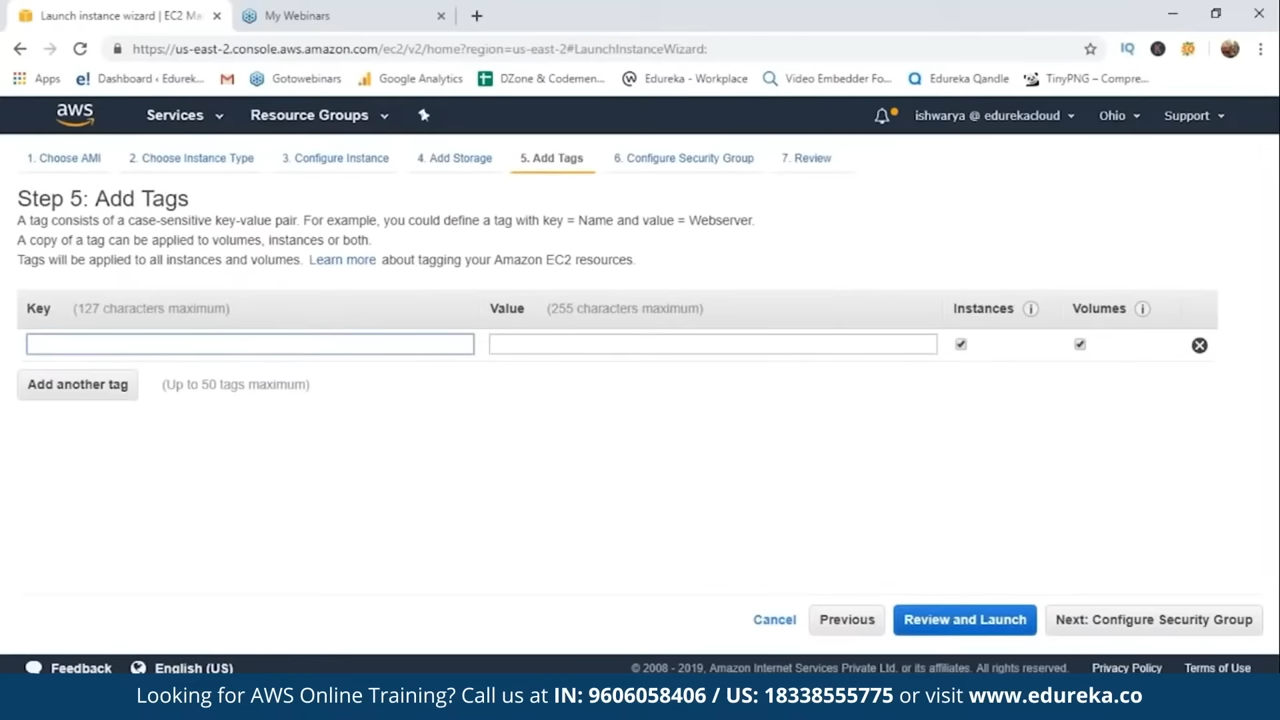 Launch instance wizard | EC2 Ma
My Webinars
https://us-east-2.console.aws.amazon.com/ec2/v2/home?region=us-east-2#LaunchInstanceWizard:
IQ
Apps
Dashboard ‹ Edurek...
Gotowebinars
Google Analytics
DZone & Codemen...
Edureka - Workplace
Video Embedder Fo...
Edureka Qandle
TinyPNG – Compre...
aws
Services
Resource Groups
ishwarya @ edurekacloud
Ohio
Support
1. Choose AMI
2. Choose Instance Type
3. Configure Instance
4. Add Storage
5. Add Tags
6. Configure Security Group
7. Review
Step 5: Add Tags
A tag consists of a case-sensitive key-value pair. For example, you could define a tag with key = Name and value = Webserver.
A copy of a tag can be applied to volumes, instances or both.
Tags will be applied to all instances and volumes. Learn more about tagging your Amazon EC2 resources.
Key (127 characters maximum)
Value (255 characters maximum)
Instances
Volumes
Add another tag (Up to 50 tags maximum)
Cancel
Previous
Review and Launch
Next: Configure Security Group
Feedback
English (US)
© 2008 - 2019, Amazon Internet Services Private Ltd. or its affiliates. All rights reserved.
Privacy Policy
Terms of Use
Looking for AWS Online Training? Call us at IN: 9606058406 / US: 18338555775 or visit www.edureka.co